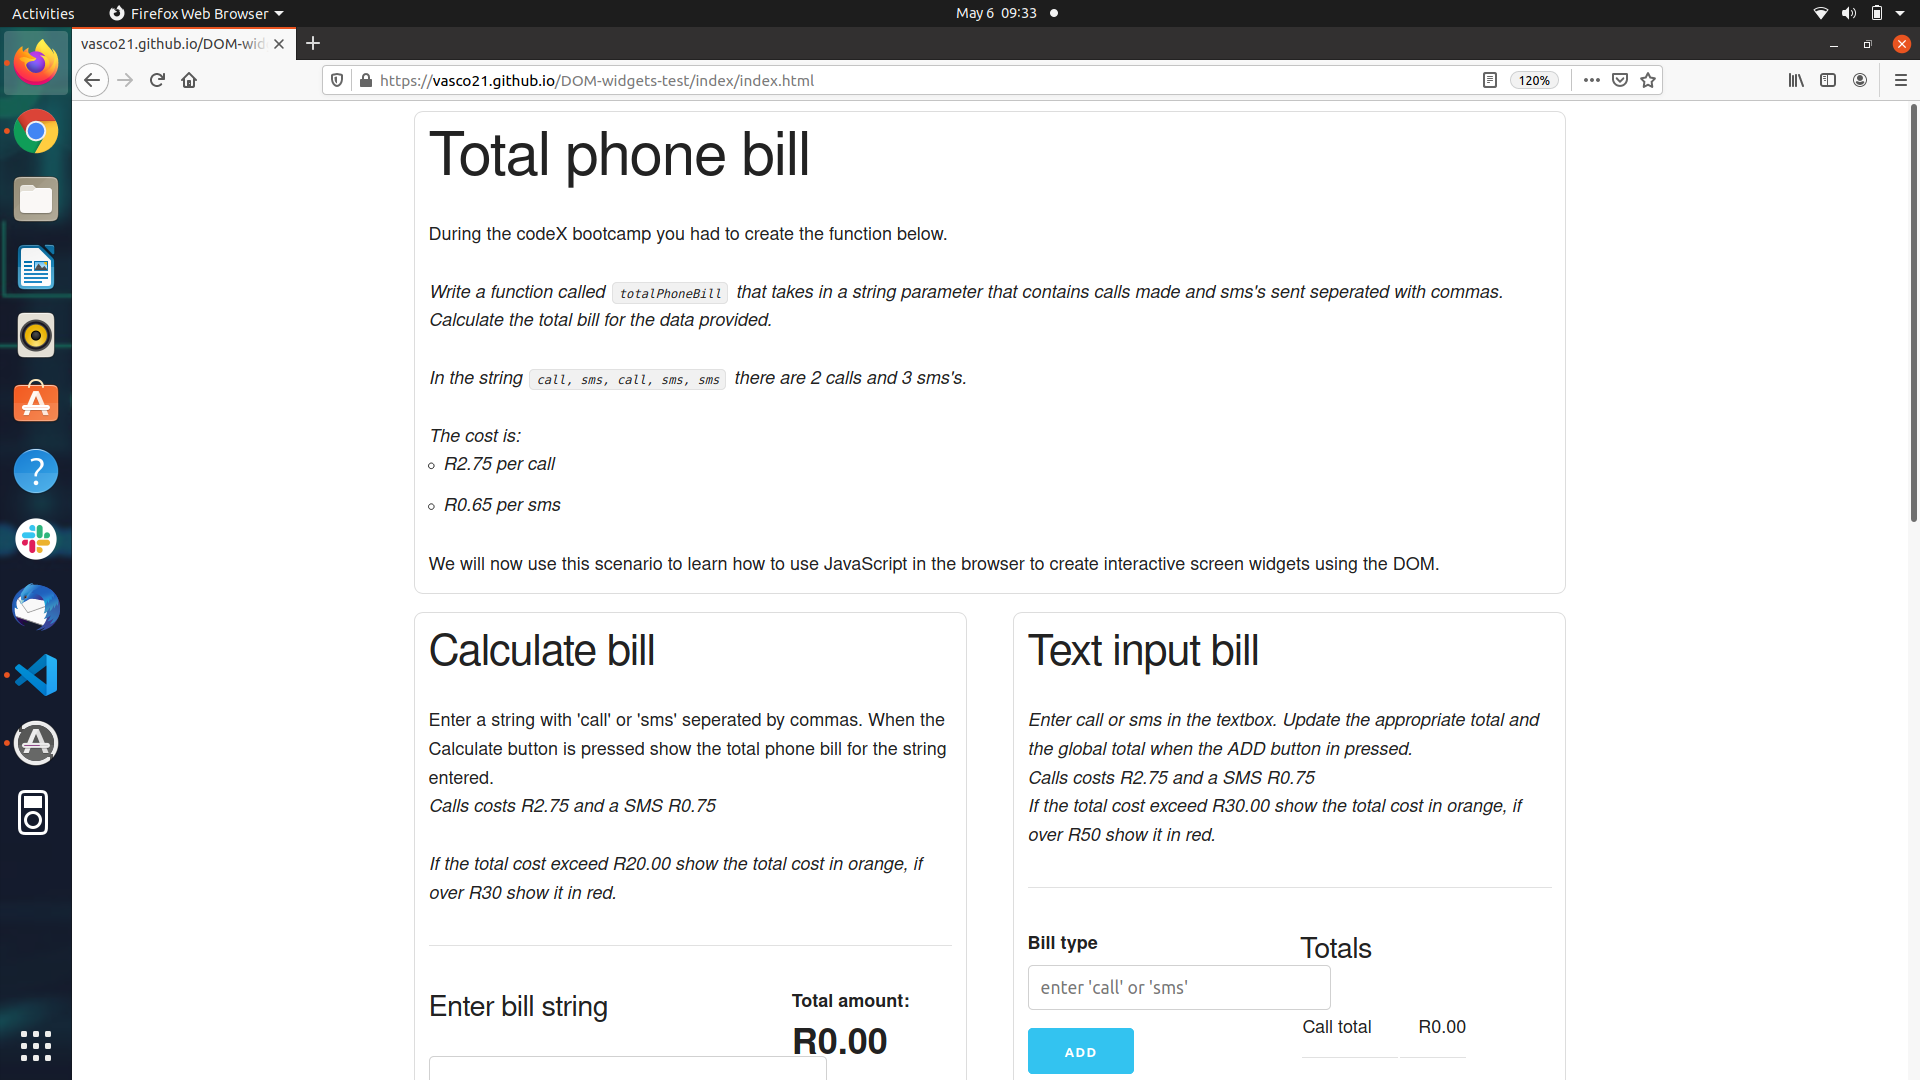 Activities
Firefox Web Browser
May 6 09:33
vasco21.github.io/DOM-wid
https://vasco21.github.io/DOM-widgets-test/index/index.html
120%
Total phone bill
During the codeX bootcamp you had to create the function below.
Write a function called totalPhoneBill that takes in a string parameter that contains calls made and sms's sent seperated with commas.
Calculate the total bill for the data provided.
In the string call, sms, call, sms, sms there are 2 calls and 3 sms's.
The cost is:
R2.75 per call
R0.65 per sms
We will now use this scenario to learn how to use JavaScript in the browser to create interactive screen widgets using the DOM.
Calculate bill
Enter a string with 'call' or 'sms' seperated by commas. When the
Calculate button is pressed show the total phone bill for the string
entered.
Calls costs R2.75 and a SMS R0.75
If the total cost exceed R20.00 show the total cost in orange, if
over R30 show it in red.
Enter bill string
Total amount:
R0.00
Text input bill
Enter call or sms in the textbox. Update the appropriate total and
the global total when the ADD button in pressed.
Calls costs R2.75 and a SMS R0.75
If the total cost exceed R30.00 show the total cost in orange, if
over R50 show it in red.
Bill type
enter 'call' or 'sms'
ADD
Totals
Call total R0.00